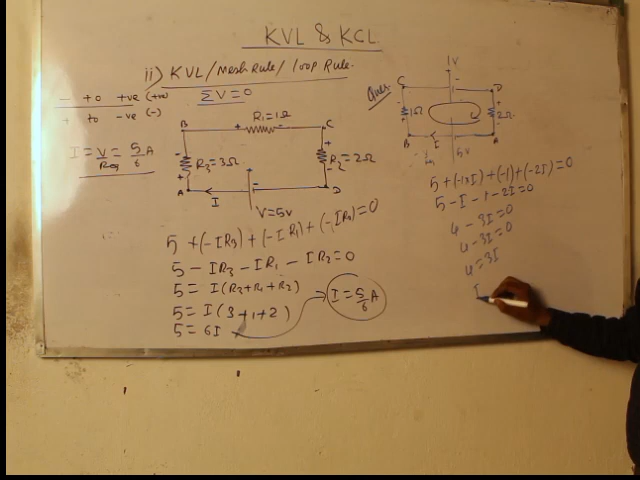 KVL & KCL
ii) KVL/Mesh Rule/loop Rule.
ΣV=0
- to +ve (+ve)
+ to -ve (-)
I = V/Req = 5/6 A
B
+ R₁=1Ω -
C
- R₃=3Ω +
+ R₂=2Ω -
A
I
D
V=5V
5 +(-IR₃) +(-IR₁)+(-IR₂)=0
5 - IR₃ - IR₁ - IR₂ =0
5 = I(R₃+R₁+R₂)
5 = I(3+1+2)
5 = 6I
I = 5/6 A
Ques
1V
C
D
1Ω
2Ω
B
I
A
5V
5 +(-1xI) +(-1)+(-2I)=0
5 - I - 1 - 2I =0
4 - 3I =0
4 - 3I =0
4 = 3I
I